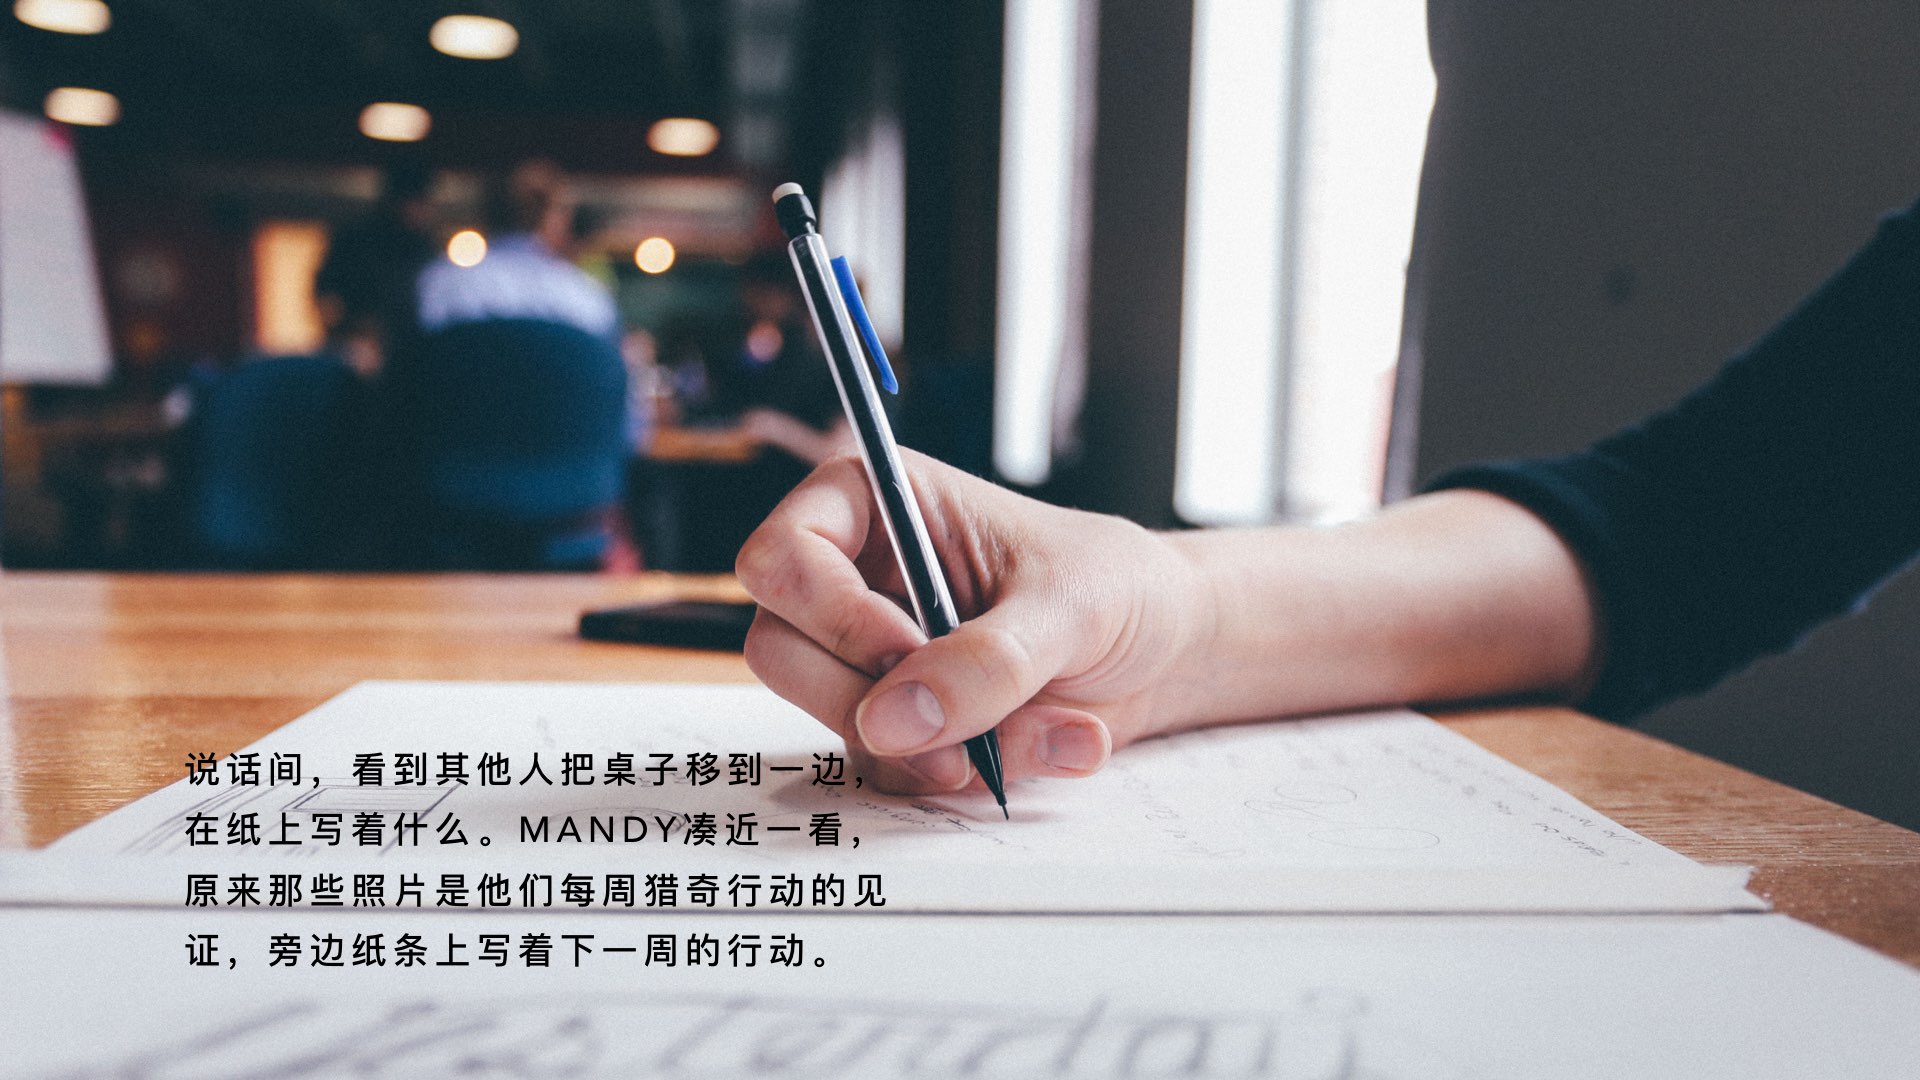 说话间，看到其他人把桌子移到一边，
在纸上写着什么。MANDY凑近一看，
原来那些照片是他们每周猎奇行动的见
证，旁边纸条上写着下一周的行动。